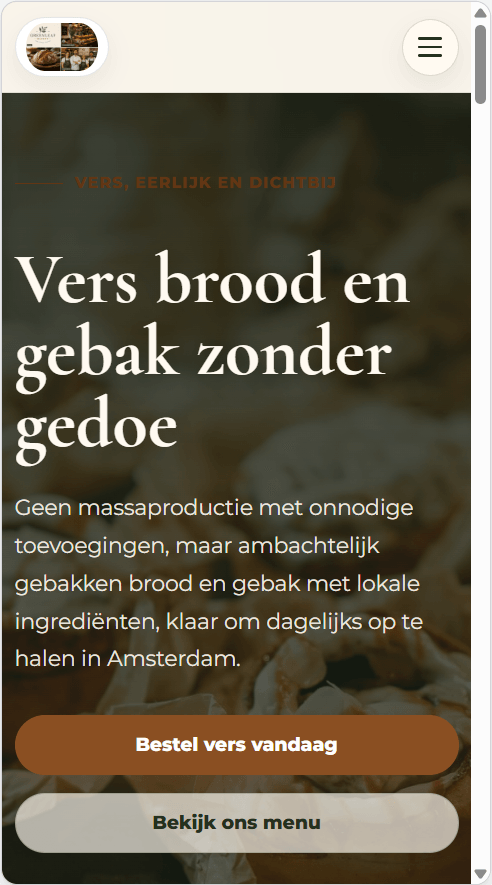 VERS, EERLIJK EN DICHTBIJ
Vers brood en
gebak zonder
gedoe
Geen massaproductie met onnodige
toevoegingen, maar ambachtelijk
gebakken brood en gebak met lokale
ingrediënten, klaar om dagelijks op te
halen in Amsterdam.
Bestel vers vandaag
Bekijk ons menu